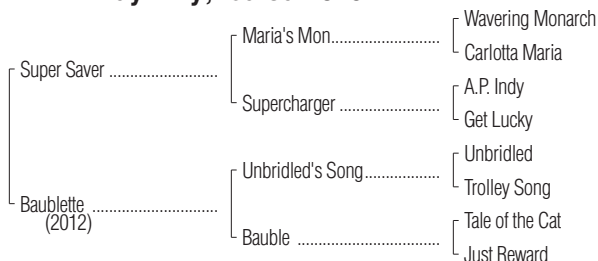 Wavering Monarch
Maria's Mon
Carlotta Maria
Super Saver
A.P. Indy
Supercharger
Get Lucky
Unbridled
Unbridled's Song
Trolley Song
Baublette
(2012)
Tale of the Cat
Bauble
Just Reward